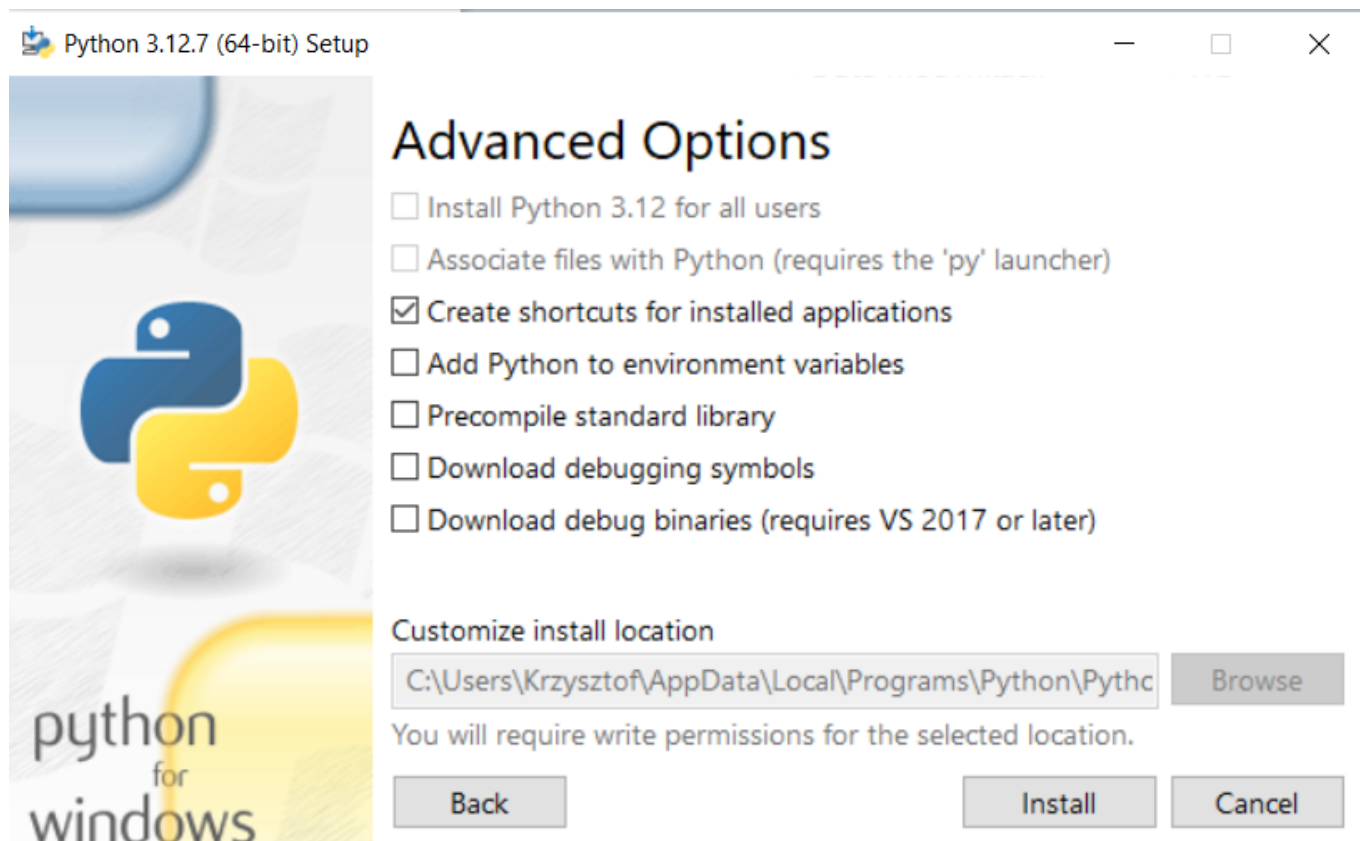 Python 3.12.7 (64-bit) Setup
Advanced Options
Install Python 3.12 for all users
Associate files with Python (requires the 'py' launcher)
Create shortcuts for installed applications
Add Python to environment variables
Precompile standard library
Download debugging symbols
Download debug binaries (requires VS 2017 or later)
Customize install location
C:\Users\Krzysztof\AppData\Local\Programs\Python\Pythc
Browse
You will require write permissions for the selected location.
python
for
windows
Back
Install
Cancel